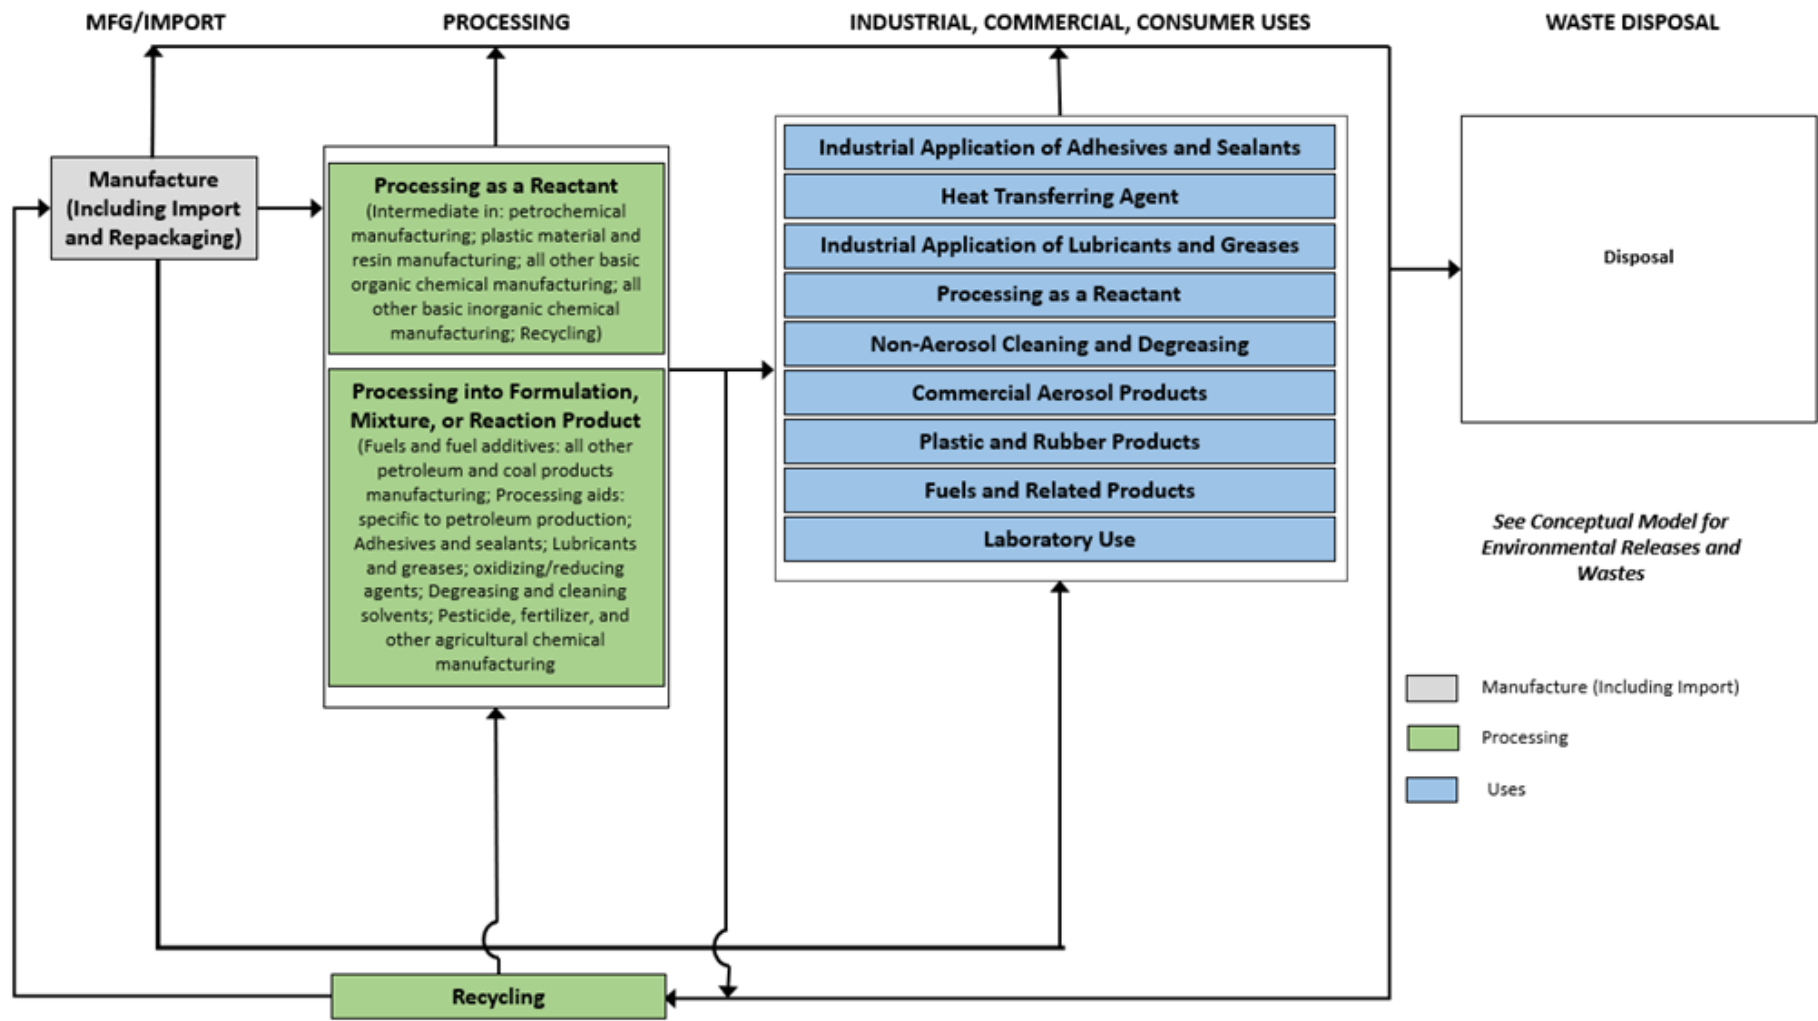 MFG/IMPORT
PROCESSING
INDUSTRIAL, COMMERCIAL, CONSUMER USES
WASTE DISPOSAL
Manufacture
(Including Import
and Repackaging)
Processing as a Reactant
(Intermediate in: petrochemical
manufacturing; plastic material and
resin manufacturing; all other basic
organic chemical manufacturing; all
other basic inorganic chemical
manufacturing; Recycling)
Processing into Formulation,
Mixture, or Reaction Product
(Fuels and fuel additives: all other
petroleum and coal products
manufacturing; Processing aids:
specific to petroleum production;
Adhesives and sealants; Lubricants
and greases; oxidizing/reducing
agents; Degreasing and cleaning
solvents; Pesticide, fertilizer, and
other agricultural chemical
manufacturing
Industrial Application of Adhesives and Sealants
Heat Transferring Agent
Industrial Application of Lubricants and Greases
Processing as a Reactant
Non-Aerosol Cleaning and Degreasing
Commercial Aerosol Products
Plastic and Rubber Products
Fuels and Related Products
Laboratory Use
Disposal
See Conceptual Model for
Environmental Releases and
Wastes
Manufacture (Including Import)
Processing
Uses
Recycling